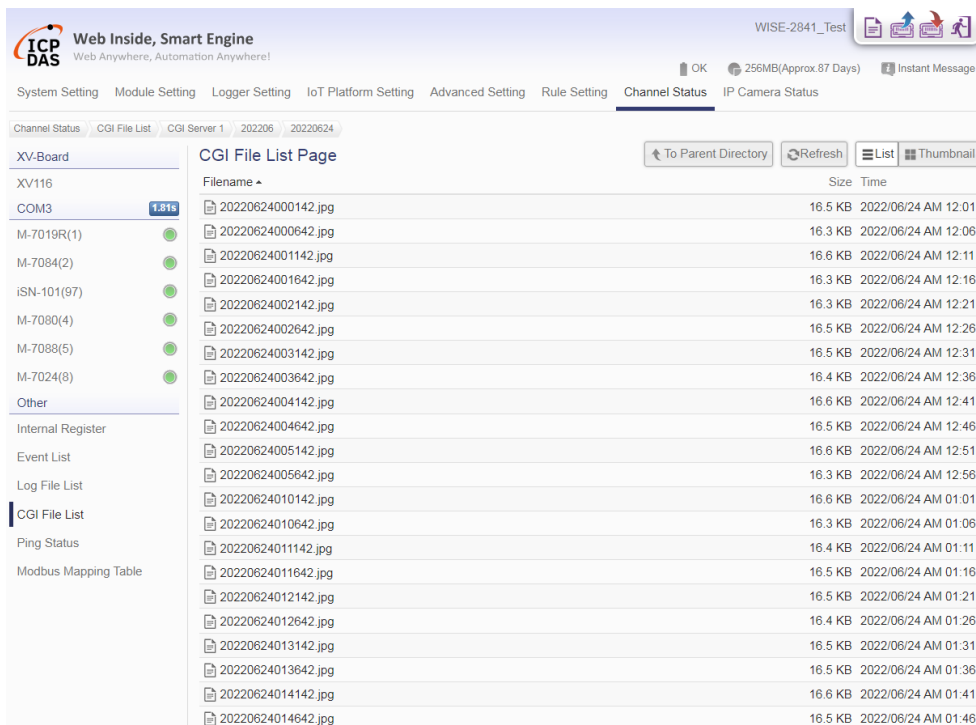 ICP DAS
Web Inside, Smart Engine
Web Anywhere, Automation Anywhere!
WISE-2841_Test
OK 256MB(Approx.87 Days) Instant Message
System Setting Module Setting Logger Setting IoT Platform Setting Advanced Setting Rule Setting Channel Status IP Camera Status
Channel Status CGI File List CGI Server 1 202206 20220624
XV-Board
XV116
COM3 1.81s
M-7019R(1)
M-7084(2)
iSN-101(97)
M-7080(4)
M-7088(5)
M-7024(8)
Other
Internal Register
Event List
Log File List
CGI File List
Ping Status
Modbus Mapping Table
CGI File List Page To Parent Directory Refresh List Thumbnail
Filename Size Time
20220624000142.jpg 16.5 KB 2022/06/24 AM 12:01
20220624000642.jpg 16.3 KB 2022/06/24 AM 12:06
20220624001142.jpg 16.6 KB 2022/06/24 AM 12:11
20220624001642.jpg 16.3 KB 2022/06/24 AM 12:16
20220624002142.jpg 16.3 KB 2022/06/24 AM 12:21
20220624002642.jpg 16.5 KB 2022/06/24 AM 12:26
20220624003142.jpg 16.5 KB 2022/06/24 AM 12:31
20220624003642.jpg 16.4 KB 2022/06/24 AM 12:36
20220624004142.jpg 16.6 KB 2022/06/24 AM 12:41
20220624004642.jpg 16.5 KB 2022/06/24 AM 12:46
20220624005142.jpg 16.6 KB 2022/06/24 AM 12:51
20220624005642.jpg 16.3 KB 2022/06/24 AM 12:56
20220624010142.jpg 16.6 KB 2022/06/24 AM 01:01
20220624010642.jpg 16.3 KB 2022/06/24 AM 01:06
20220624011142.jpg 16.4 KB 2022/06/24 AM 01:11
20220624011642.jpg 16.5 KB 2022/06/24 AM 01:16
20220624012142.jpg 16.5 KB 2022/06/24 AM 01:21
20220624012642.jpg 16.4 KB 2022/06/24 AM 01:26
20220624013142.jpg 16.5 KB 2022/06/24 AM 01:31
20220624013642.jpg 16.5 KB 2022/06/24 AM 01:36
20220624014142.jpg 16.6 KB 2022/06/24 AM 01:41
20220624014642.jpg 16.5 KB 2022/06/24 AM 01:46